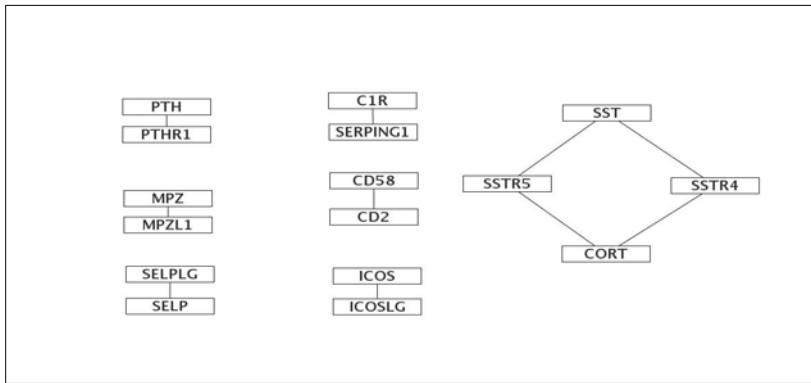 PTH
PTHR1
MPZ
MPZL1
SELPLG
SELP
C1R
SERPING1
CD58
CD2
ICOS
ICOSLG
SST
SSTR5
SSTR4
CORT